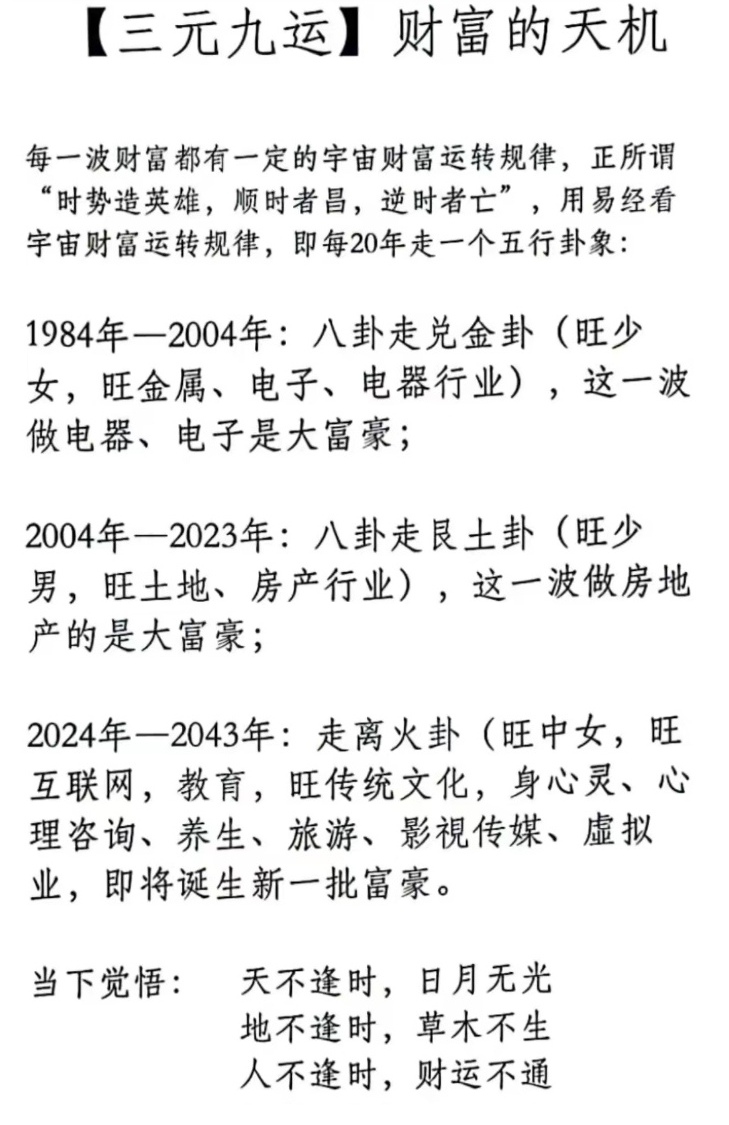 【三元九运】财富的天机
每一波财富都有一定的宇宙财富运转规律，正所谓
“时势造英雄，顺时者昌，逆时者亡”，用易经看
宇宙财富运转规律，即每20年走一个五行卦象：
1984年—2004年：八卦走兑金卦（旺少
女，旺金属、电子、电器行业），这一波
做电器、电子是大富豪；
2004年—2023年：八卦走艮土卦（旺少
男，旺土地、房产行业），这一波做房地
产的是大富豪；
2024年—2043年：走离火卦（旺中女，旺
互联网，教育，旺传统文化，身心灵、心
理咨询、养生、旅游、影視传媒、虚拟
业，即将诞生新一批富豪。
当下觉悟： 天不逢时，日月无光
地不逢时，草木不生
人不逢时，财运不通